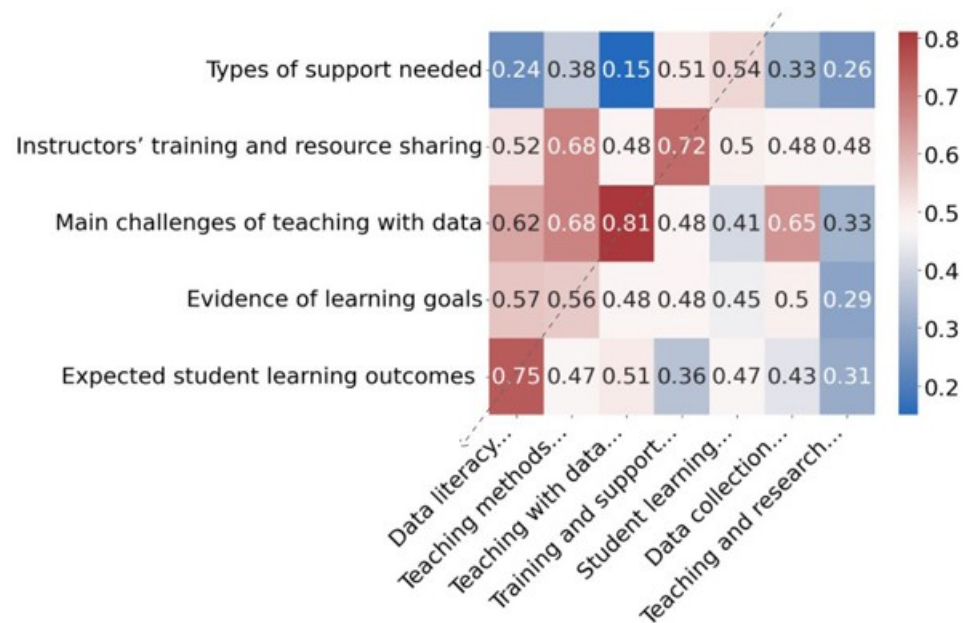 Types of support needed 0.24 0.38 0.15 0.51 0.54 0.33 0.26
Instructors’ training and resource sharing 0.52 0.68 0.48 0.72 0.5 0.48 0.48
Main challenges of teaching with data 0.62 0.68 0.81 0.48 0.41 0.65 0.33
Evidence of learning goals 0.57 0.56 0.48 0.48 0.45 0.5 0.29
Expected student learning outcomes 0.75 0.47 0.51 0.36 0.47 0.43 0.31
Data literacy...
Teaching methods...
Teaching with data...
Training and support...
Student learning...
Data collection...
Teaching and research...
0.8
0.7
0.6
0.5
0.4
0.3
0.2